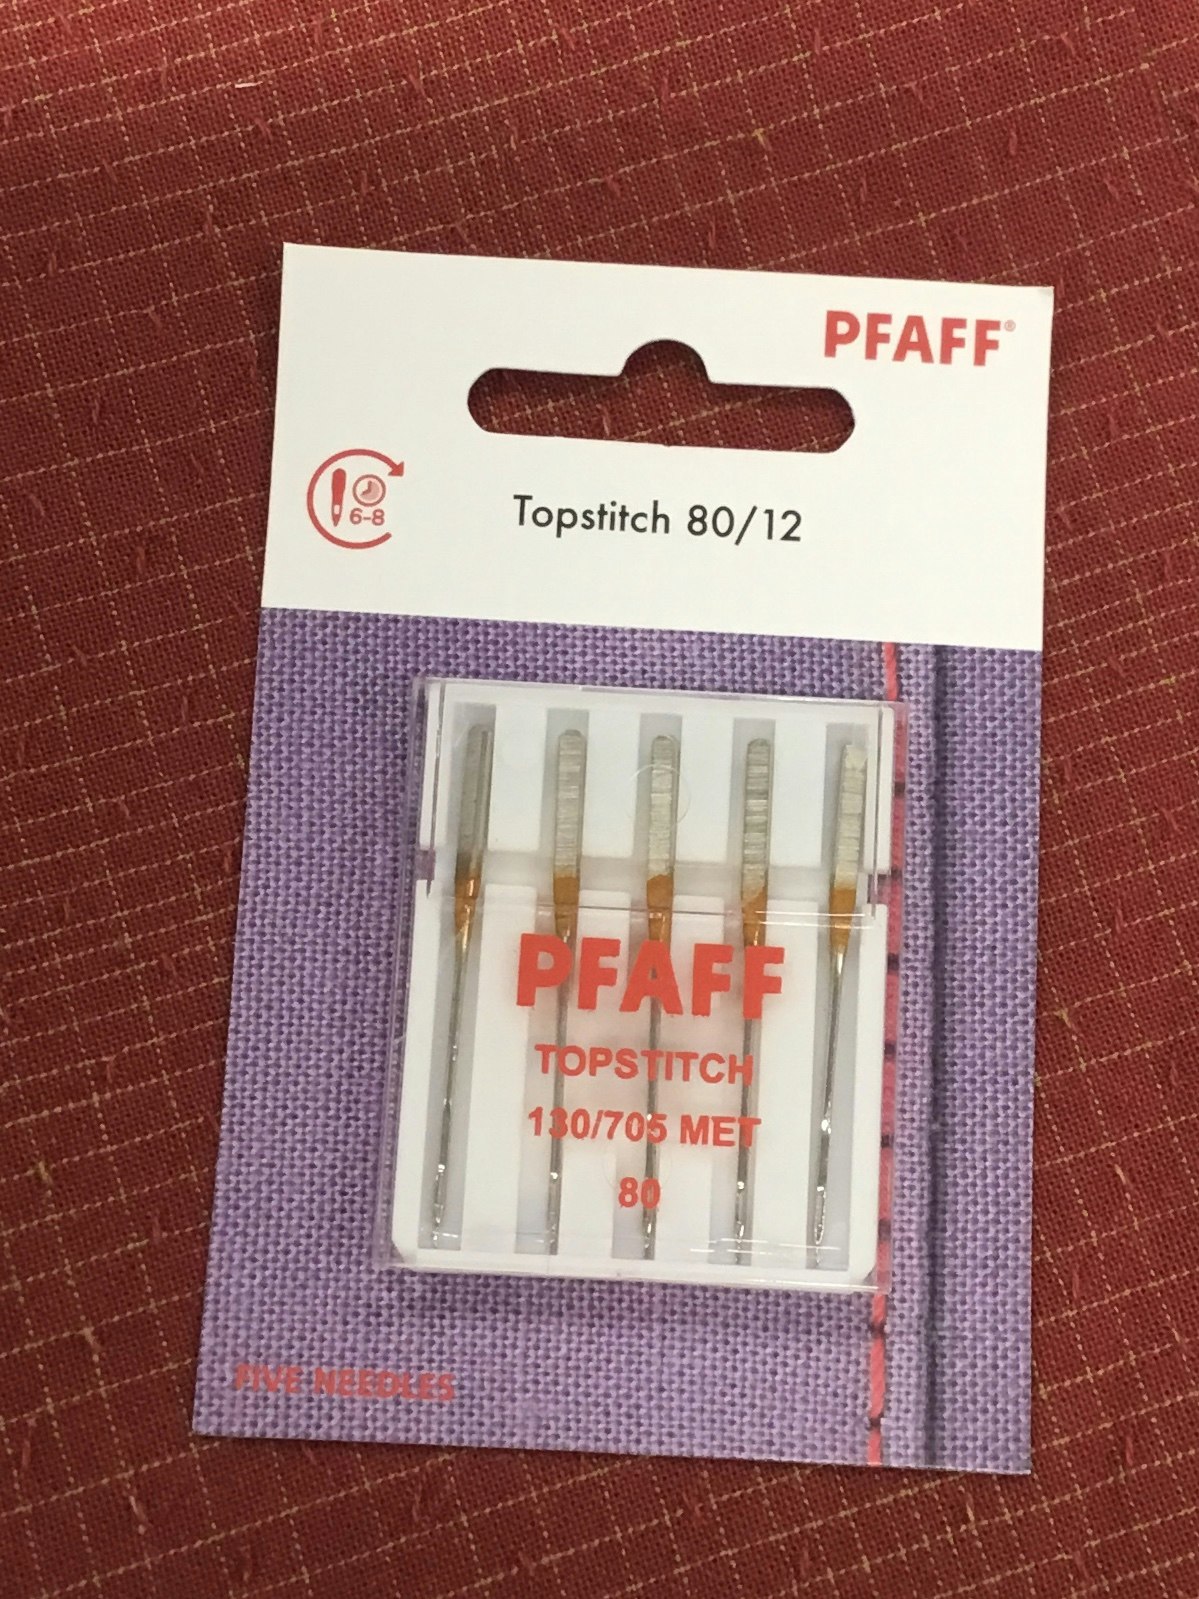 PFAFF®
6-8
Topstitch 80/12
PFAFF
TOPSTITCH
130/705 MET
80
FIVE NEEDLES